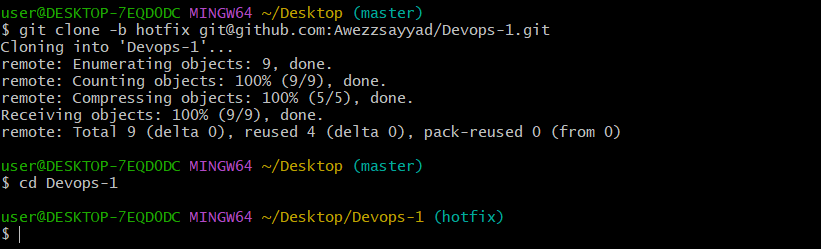 user@DESKTOP-7EQD0DC MINGW64 ~/Desktop (master)
$ git clone -b hotfix git@github.com:Awezzsayyad/Devops-1.git
Cloning into 'Devops-1'...
remote: Enumerating objects: 9, done.
remote: Counting objects: 100% (9/9), done.
remote: Compressing objects: 100% (5/5), done.
Receiving objects: 100% (9/9), done.
remote: Total 9 (delta 0), reused 4 (delta 0), pack-reused 0 (from 0)
user@DESKTOP-7EQD0DC MINGW64 ~/Desktop (master)
$ cd Devops-1
user@DESKTOP-7EQD0DC MINGW64 ~/Desktop/Devops-1 (hotfix)
$